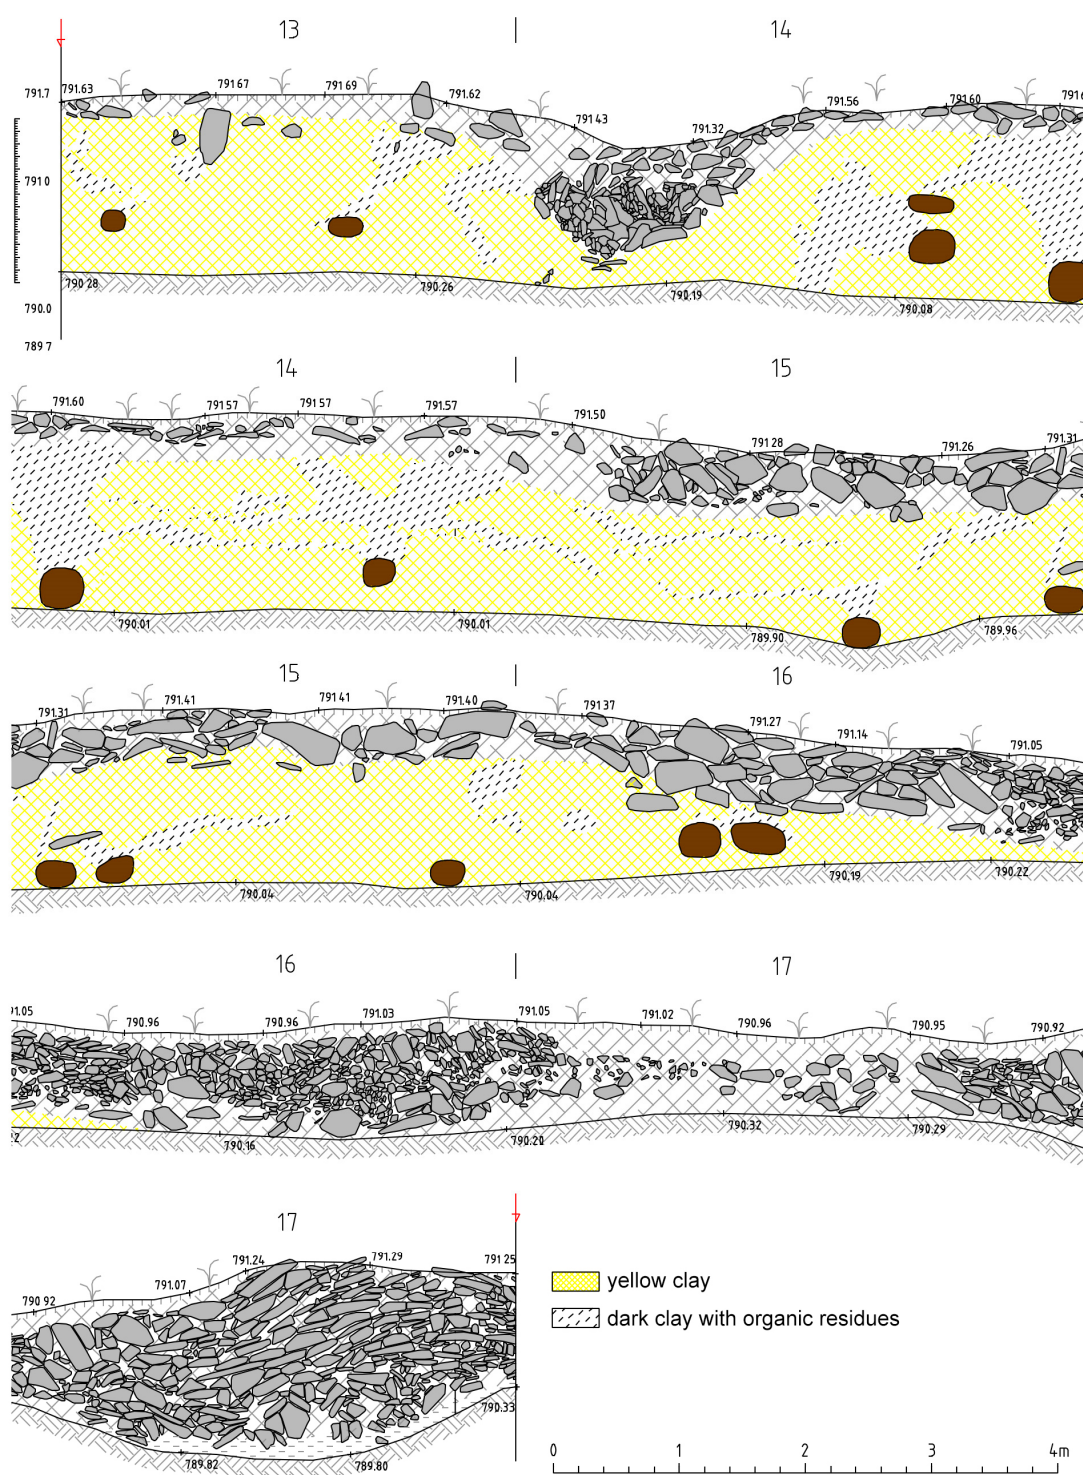 13 | 14
791.7 791.63 791 67 791 69 791.62 791 43 791.32 791.56 791.60 791.6
791.0
790 28 790.26 790.19 790.08
790.0
789 7
14 | 15
791.60 791 57 791 57 791.57 791.50 791 28 791.26 791.31
790.01 790.01 789.90 789.96
15 | 16
791.31 791.41 791 41 791.40 791 37 791.27 791.14 791.05
790.04 790.04 790.19 790.22
16 | 17
791.05 790.96 790.96 791.03 791.05 791.02 790.96 790.95 790.92
22 790.16 790.20 790.32 790.29
17
790 92 791.07 791.24 791.29 791 25
790.33
789.82 789.80
yellow clay
dark clay with organic residues
0 1 2 3 4m